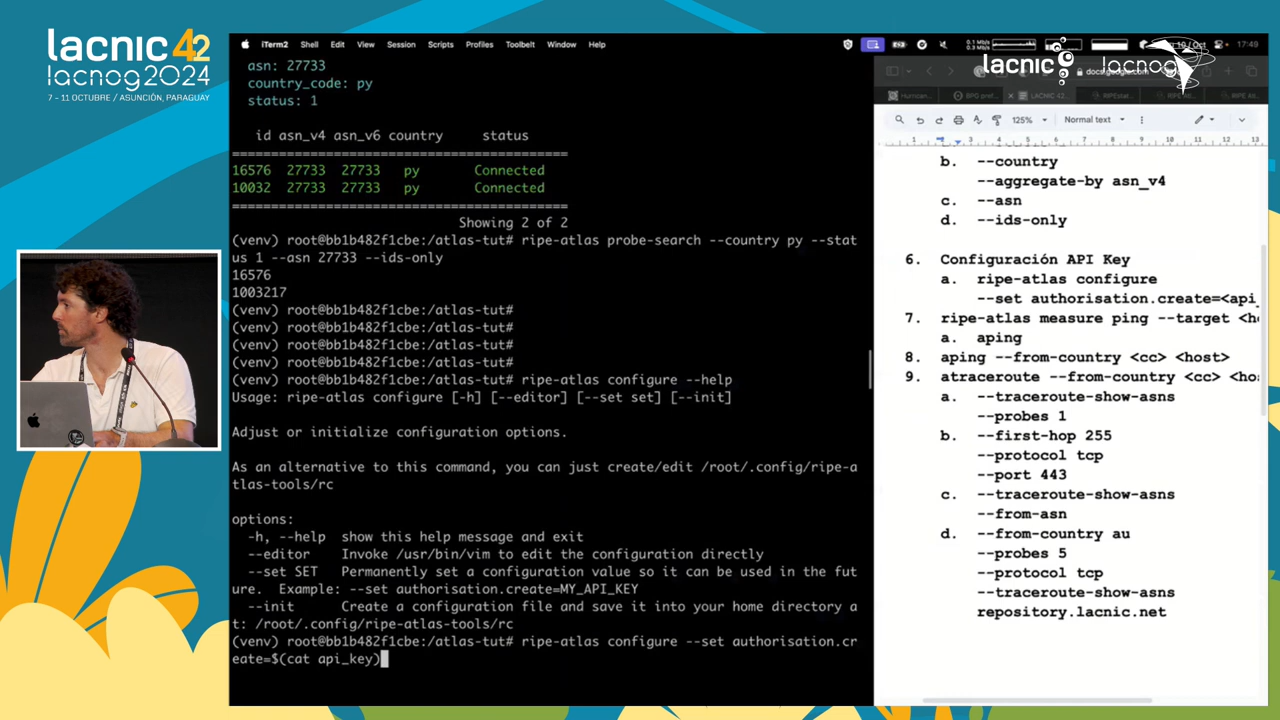 lacnic 42
lacnog2024
7 - 11 OCTUBRE / ASUNCIÓN, PARAGUAY
iTerm2 Shell Edit View Session Scripts Profiles Toolbelt Window Help
17:49
lacnic
lacnog
asn: 27733
country_code: py
status: 1
id asn_v4 asn_v6 country status
================================================
16576 27733 27733 py Connected
10032 27733 27733 py Connected
================================================
Showing 2 of 2
(venv) root@bb1b482f1cbe:/atlas-tut# ripe-atlas probe-search --country py --stat
us 1 --asn 27733 --ids-only
16576
1003217
(venv) root@bb1b482f1cbe:/atlas-tut#
(venv) root@bb1b482f1cbe:/atlas-tut#
(venv) root@bb1b482f1cbe:/atlas-tut#
(venv) root@bb1b482f1cbe:/atlas-tut#
(venv) root@bb1b482f1cbe:/atlas-tut# ripe-atlas configure --help
Usage: ripe-atlas configure [-h] [--editor] [--set set] [--init]
Adjust or initialize configuration options.
As an alternative to this command, you can just create/edit /root/.config/ripe-a
tlas-tools/rc
options:
-h, --help show this help message and exit
--editor Invoke /usr/bin/vim to edit the configuration directly
--set SET Permanently set a configuration value so it can be used in the fut
ure. Example: --set authorisation.create=MY_API_KEY
--init Create a configuration file and save it into your home directory a
t: /root/.config/ripe-atlas-tools/rc
(venv) root@bb1b482f1cbe:/atlas-tut# ripe-atlas configure --set authorisation.cr
eate=$(cat api_key)
125% Normal text
b. --country
--aggregate-by asn_v4
c. --asn
d. --ids-only
6. Configuración API Key
a. ripe-atlas configure
--set authorisation.create=<api_
7. ripe-atlas measure ping --target <h
a. aping
8. aping --from-country <cc> <host>
9. atraceroute --from-country <cc> <ho
a. --traceroute-show-asns
--probes 1
b. --first-hop 255
--protocol tcp
--port 443
c. --traceroute-show-asns
--from-asn
d. --from-country au
--probes 5
--protocol tcp
--traceroute-show-asns
repository.lacnic.net